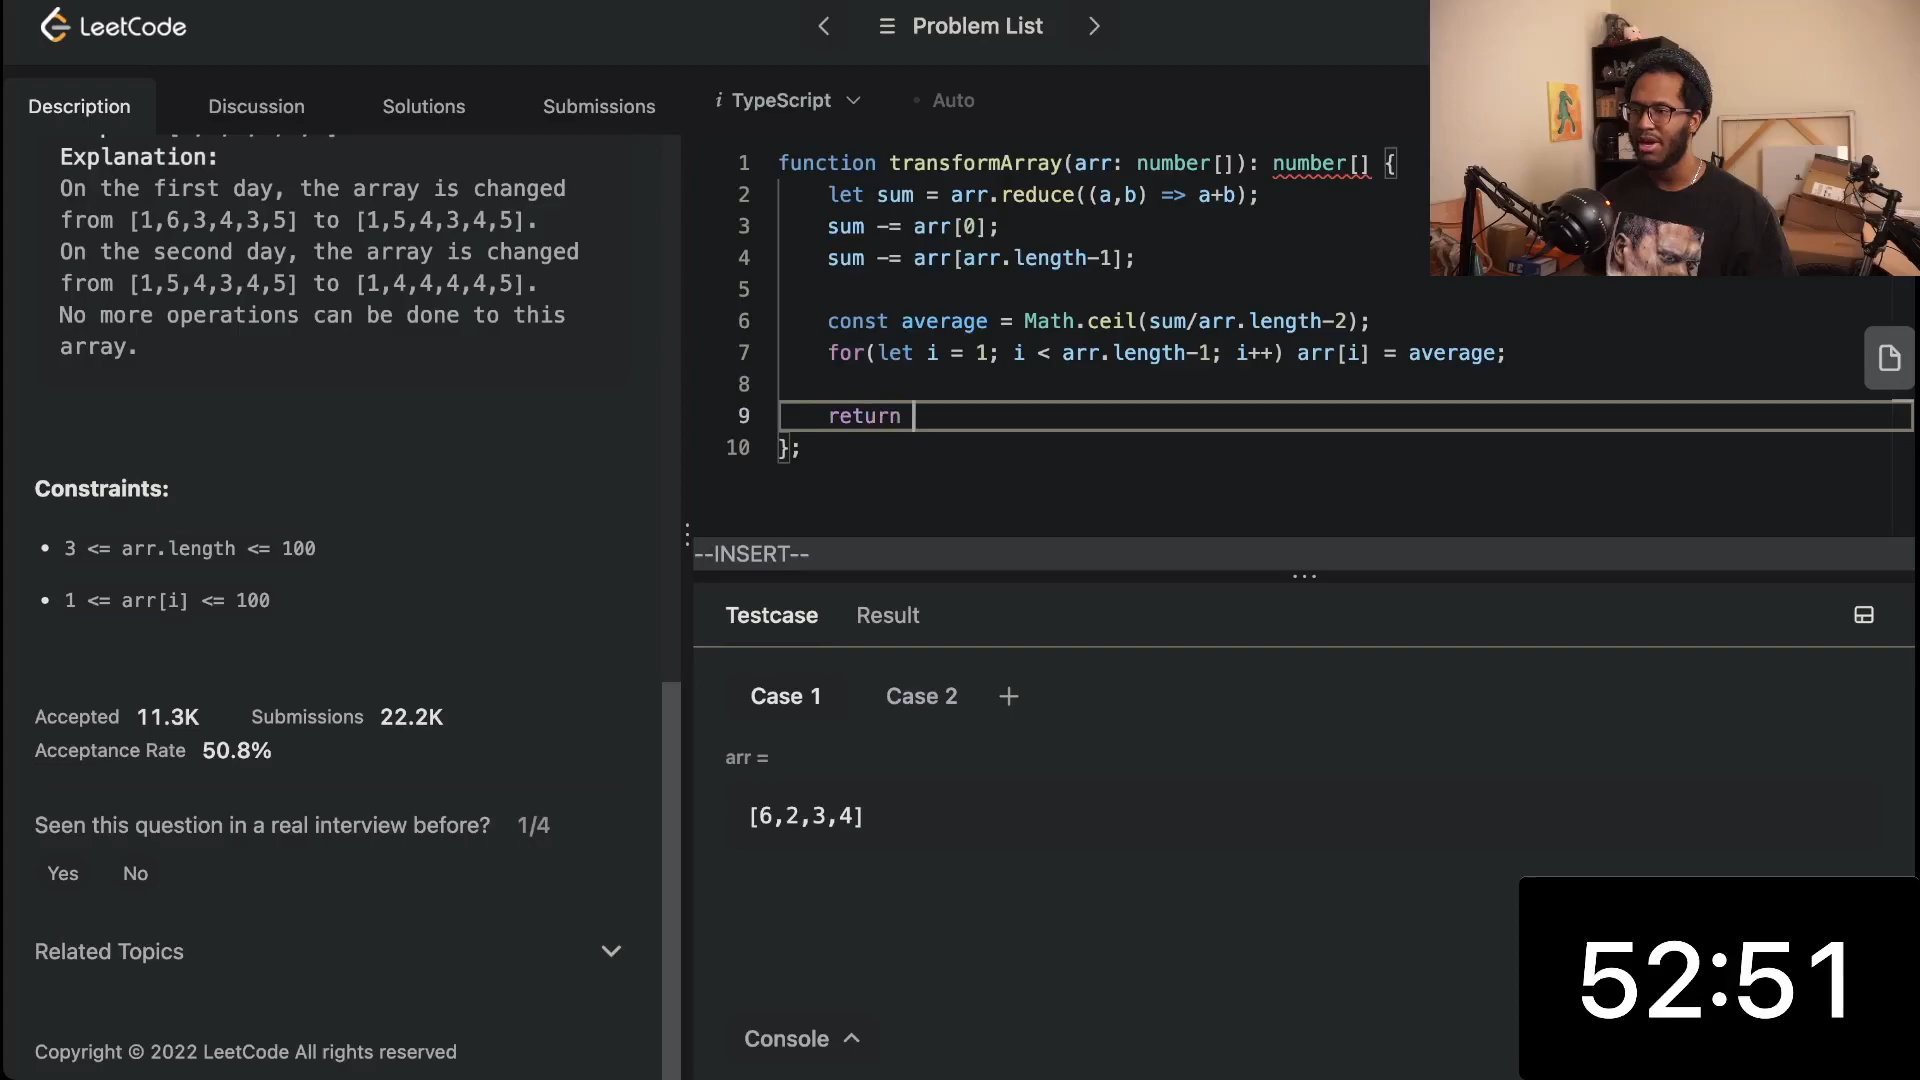 LeetCode
Problem List
Description
Discussion
Solutions
Submissions
i TypeScript
• Auto
Explanation:
On the first day, the array is changed
from [1,6,3,4,3,5] to [1,5,4,3,4,5].
On the second day, the array is changed
from [1,5,4,3,4,5] to [1,4,4,4,4,5].
No more operations can be done to this
array.
Constraints:
• 3 <= arr.length <= 100
• 1 <= arr[i] <= 100
Accepted 11.3K Submissions 22.2K
Acceptance Rate 50.8%
Seen this question in a real interview before? 1/4
Yes No
Related Topics
Copyright © 2022 LeetCode All rights reserved
1 function transformArray(arr: number[]): number[] {
2 let sum = arr.reduce((a,b) => a+b);
3 sum -= arr[0];
4 sum -= arr[arr.length-1];
5
6 const average = Math.ceil(sum/arr.length-2);
7 for(let i = 1; i < arr.length-1; i++) arr[i] = average;
8
9 return
10 };
--INSERT--
Testcase Result
Case 1 Case 2 +
arr =
[6,2,3,4]
Console
52:51